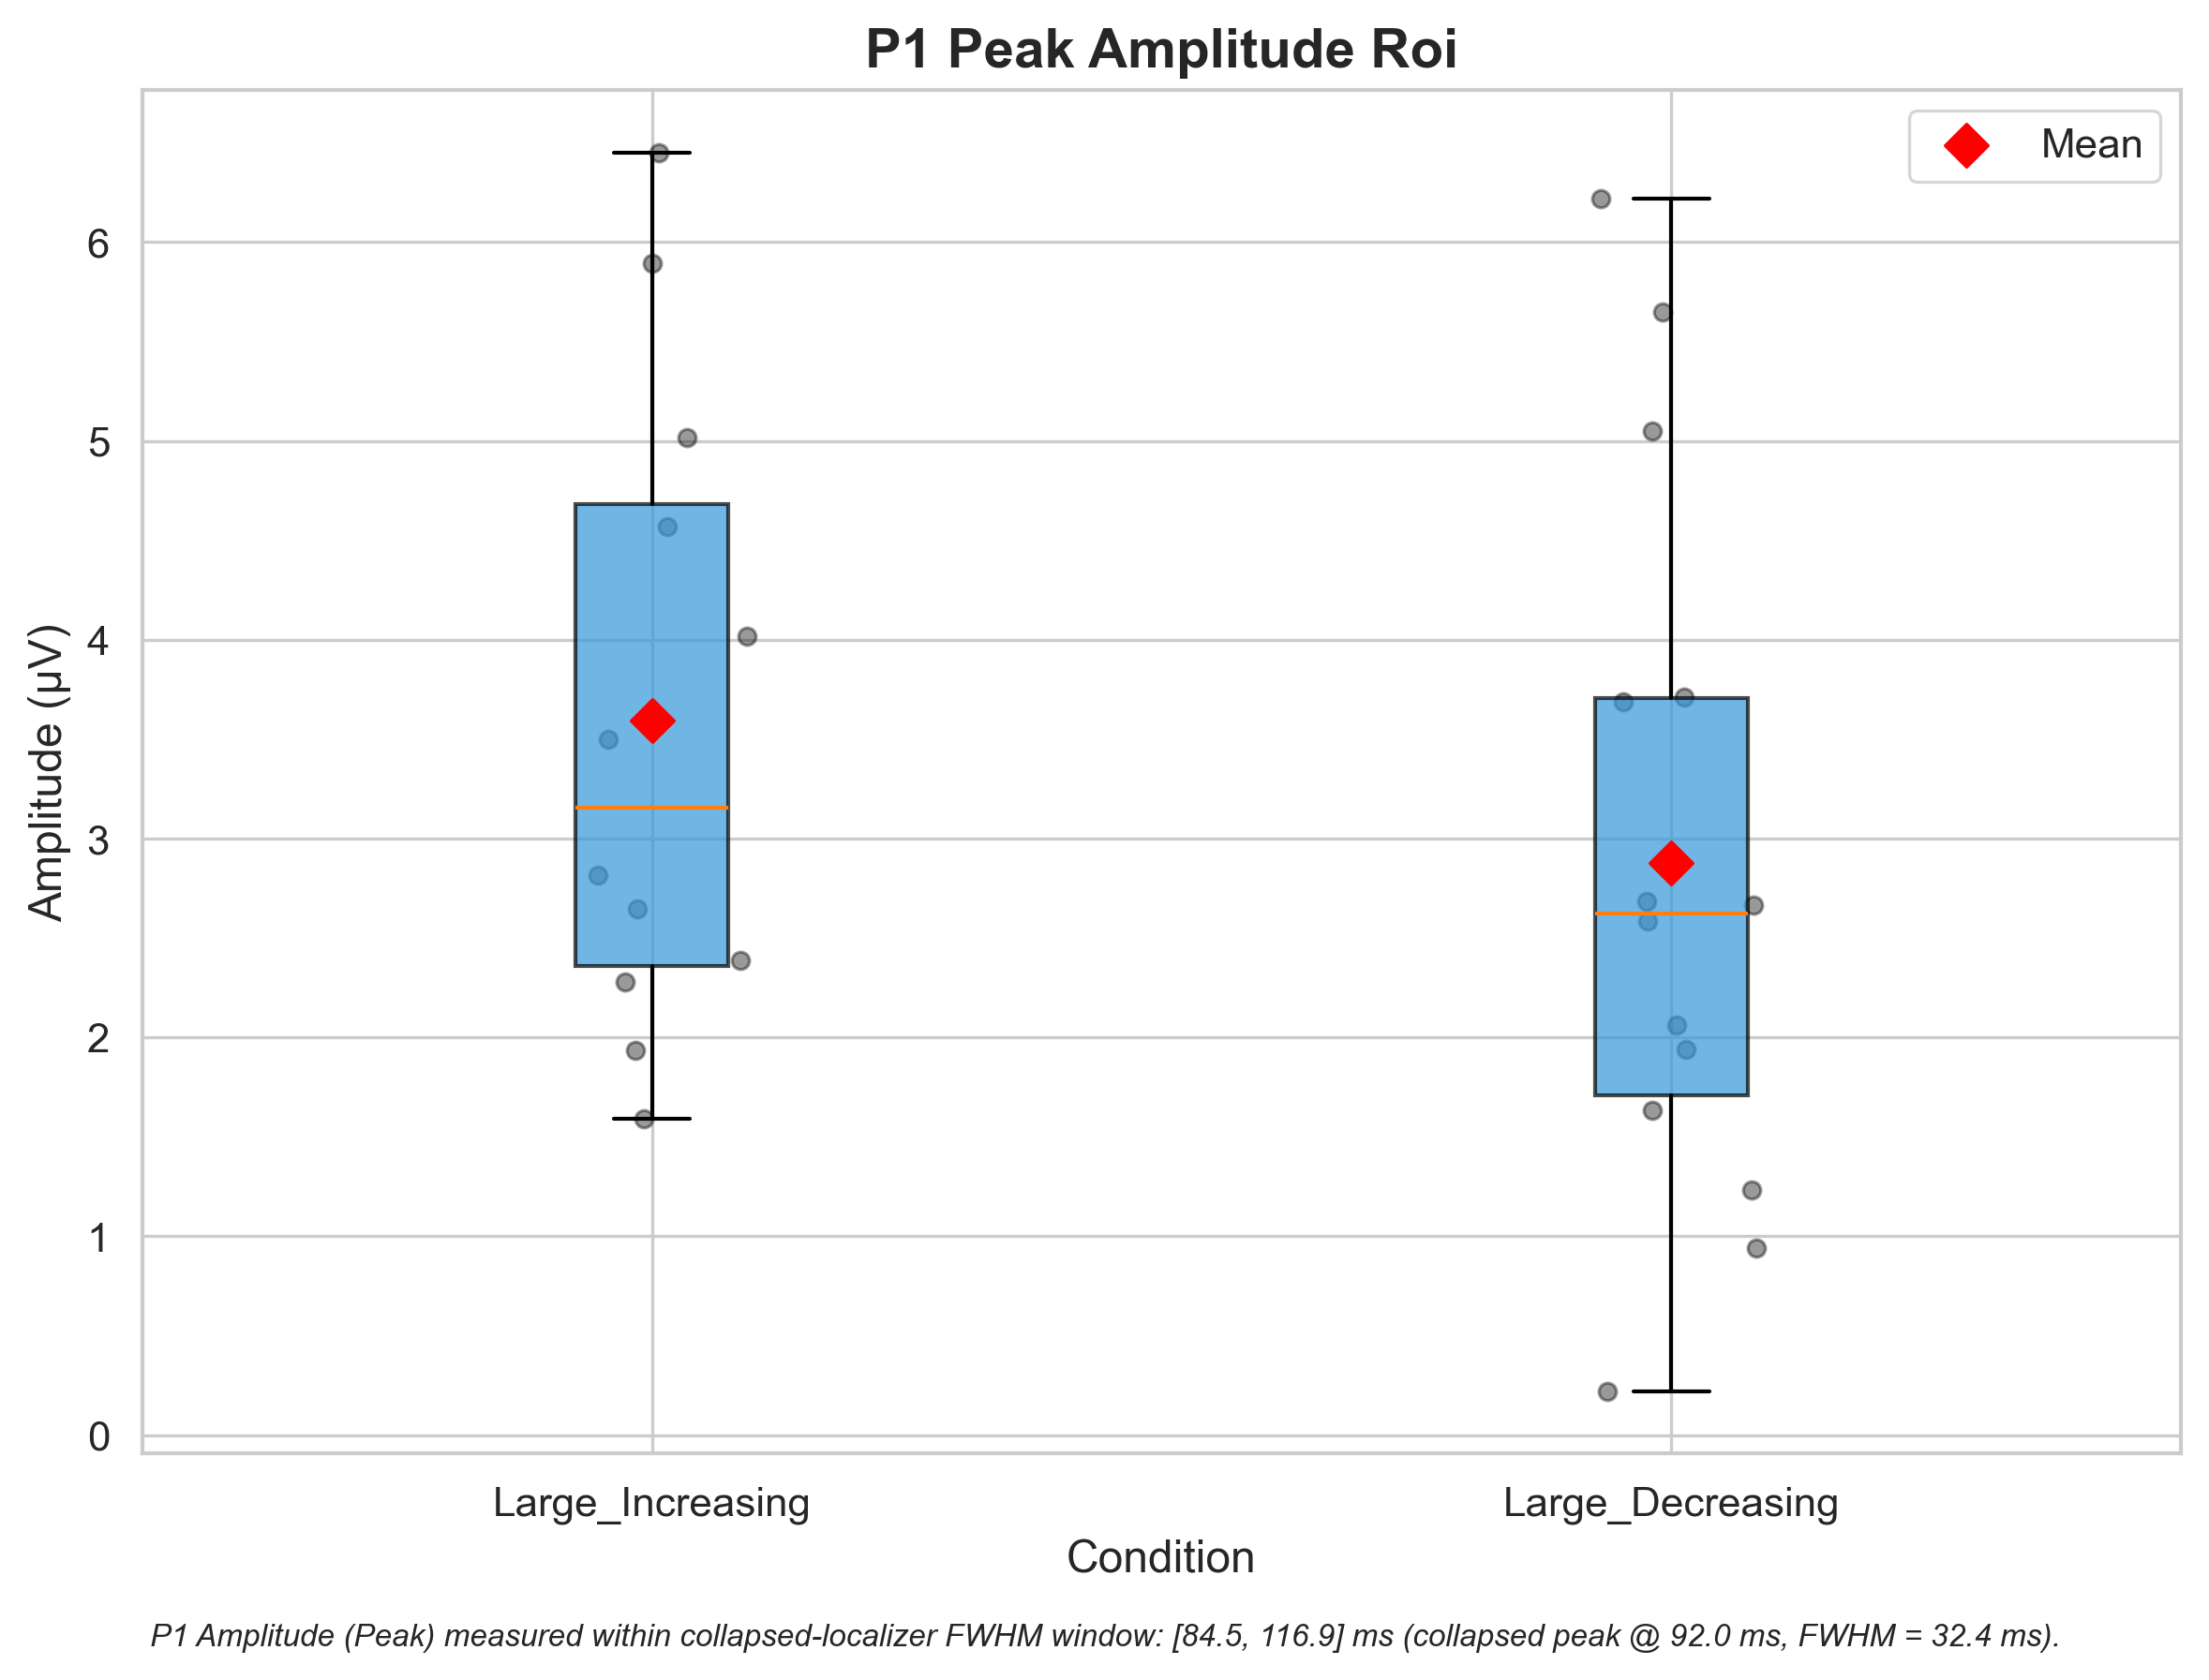 P1 Peak Amplitude Roi
Mean
6
5
4
3
2
1
0
Amplitude (μV)
Large_Increasing
Large_Decreasing
Condition
P1 Amplitude (Peak) measured within collapsed-localizer FWHM window: [84.5, 116.9] ms (collapsed peak @ 92.0 ms, FWHM = 32.4 ms).